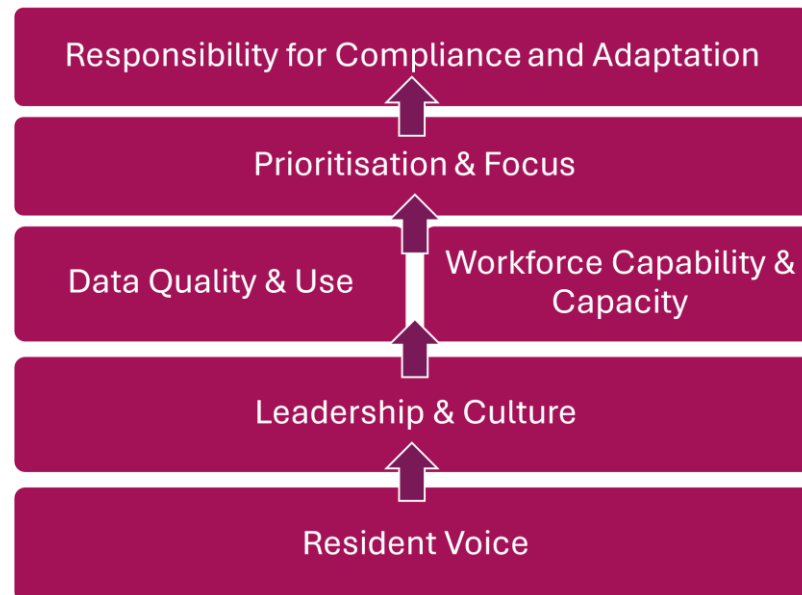 Responsibility for Compliance and Adaptation
Prioritisation & Focus
Data Quality & Use
Workforce Capability &
Capacity
Leadership & Culture
Resident Voice